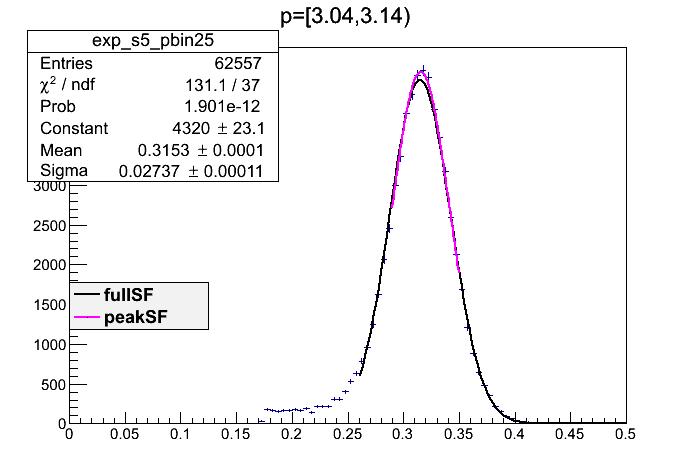 p=[3.04,3.14)
exp_s5_pbin25
Entries 62557
χ² / ndf 131.1 / 37
Prob 1.901e-12
Constant 4320 ± 23.1
Mean 0.3153 ± 0.0001
Sigma 0.02737 ± 0.00011
3000
2500
2000
1500
1000
500
0
fullSF
peakSF
0 0.05 0.1 0.15 0.2 0.25 0.3 0.35 0.4 0.45 0.5